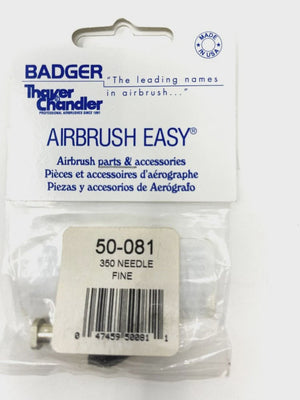 MADE IN USA
BADGER
Thayer
Chandler
PROFESSIONAL AIRBRUSHES SINCE 1891
"The leading names
in airbrush..."
AIRBRUSH EASY®
Airbrush parts & accessories
Pièces et accessoires d'aérographe
Piezas y accesorios de Aerógrafo
50-081
350 NEEDLE
FINE
0 47459 50081 1